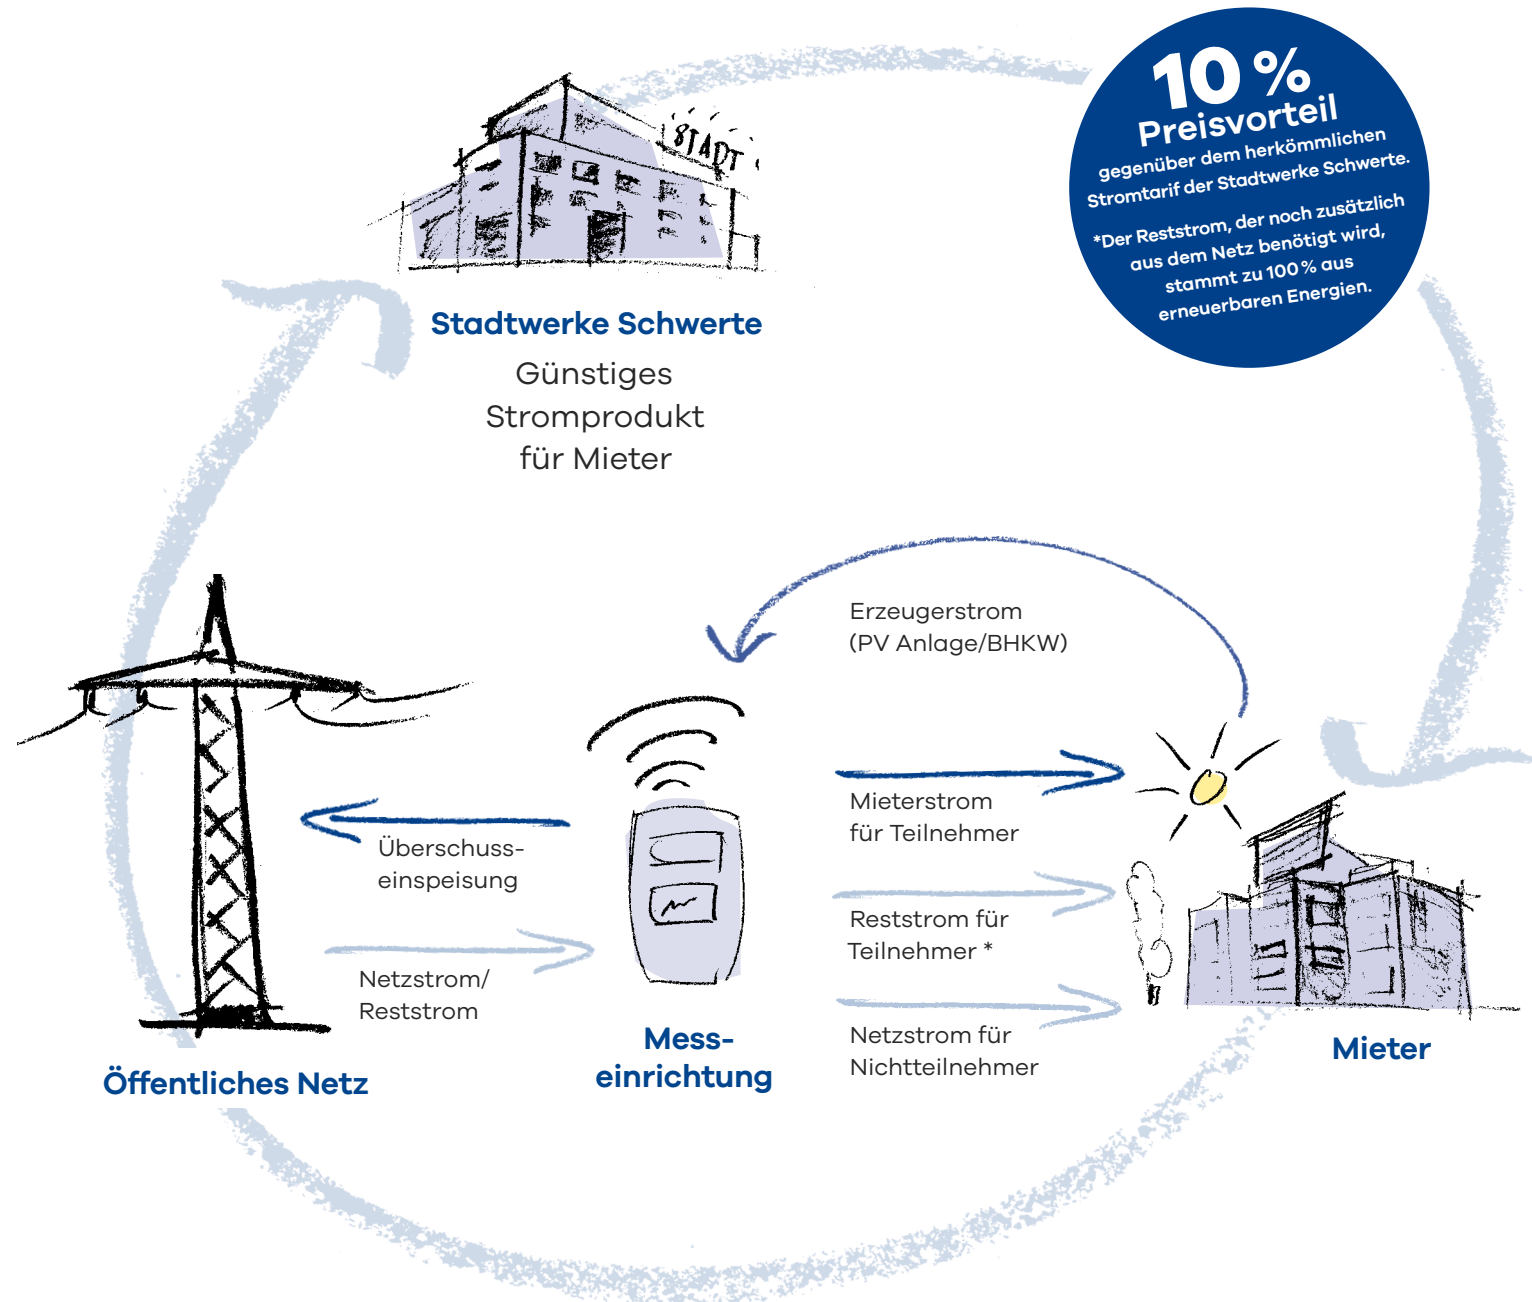 10 %
Preisvorteil
gegenüber dem herkömmlichen
Stromtarif der Stadtwerke Schwerte.
*Der Reststrom, der noch zusätzlich
aus dem Netz benötigt wird,
stammt zu 100 % aus
erneuerbaren Energien.
STADT
Stadtwerke Schwerte
Günstiges
Stromprodukt
für Mieter
Erzeugerstrom
(PV Anlage/BHKW)
Mieterstrom
für Teilnehmer
Überschuss-
einspeisung
Reststrom für
Teilnehmer *
Netzstrom/
Reststrom
Netzstrom für
Nichtteilnehmer
Öffentliches Netz
Mess-
einrichtung
Mieter